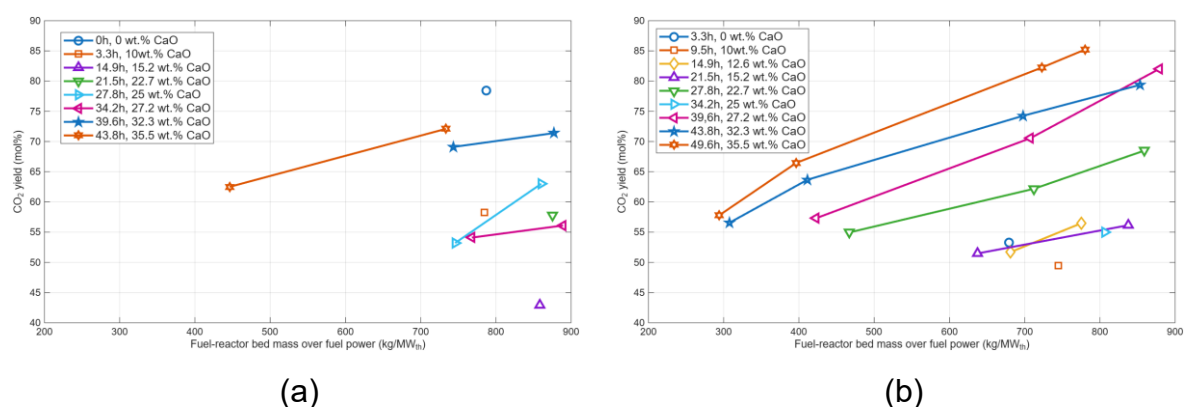 90
85
80
75
70
65
60
55
50
45
40
CO2 yield (mol%)
0h, 0 wt.% CaO
3.3h, 10wt.% CaO
14.9h, 15.2 wt.% CaO
21.5h, 22.7 wt.% CaO
27.8h, 25 wt.% CaO
34.2h, 27.2 wt.% CaO
39.6h, 32.3 wt.% CaO
43.8h, 35.5 wt.% CaO
200 300 400 500 600 700 800 900
Fuel-reactor bed mass over fuel power (kg/MWth)
(a)
90
85
80
75
70
65
60
55
50
45
40
CO2 yield (mol%)
3.3h, 0 wt.% CaO
9.5h, 10wt.% CaO
14.9h, 12.6 wt.% CaO
21.5h, 15.2 wt.% CaO
27.8h, 22.7 wt.% CaO
34.2h, 25 wt.% CaO
39,6h, 27.2 wt.% CaO
43.8h, 32.3 wt.% CaO
49.6h, 35.5 wt.% CaO
200 300 400 500 600 700 800 900
Fuel-reactor bed mass over fuel power (kg/MWth)
(b)